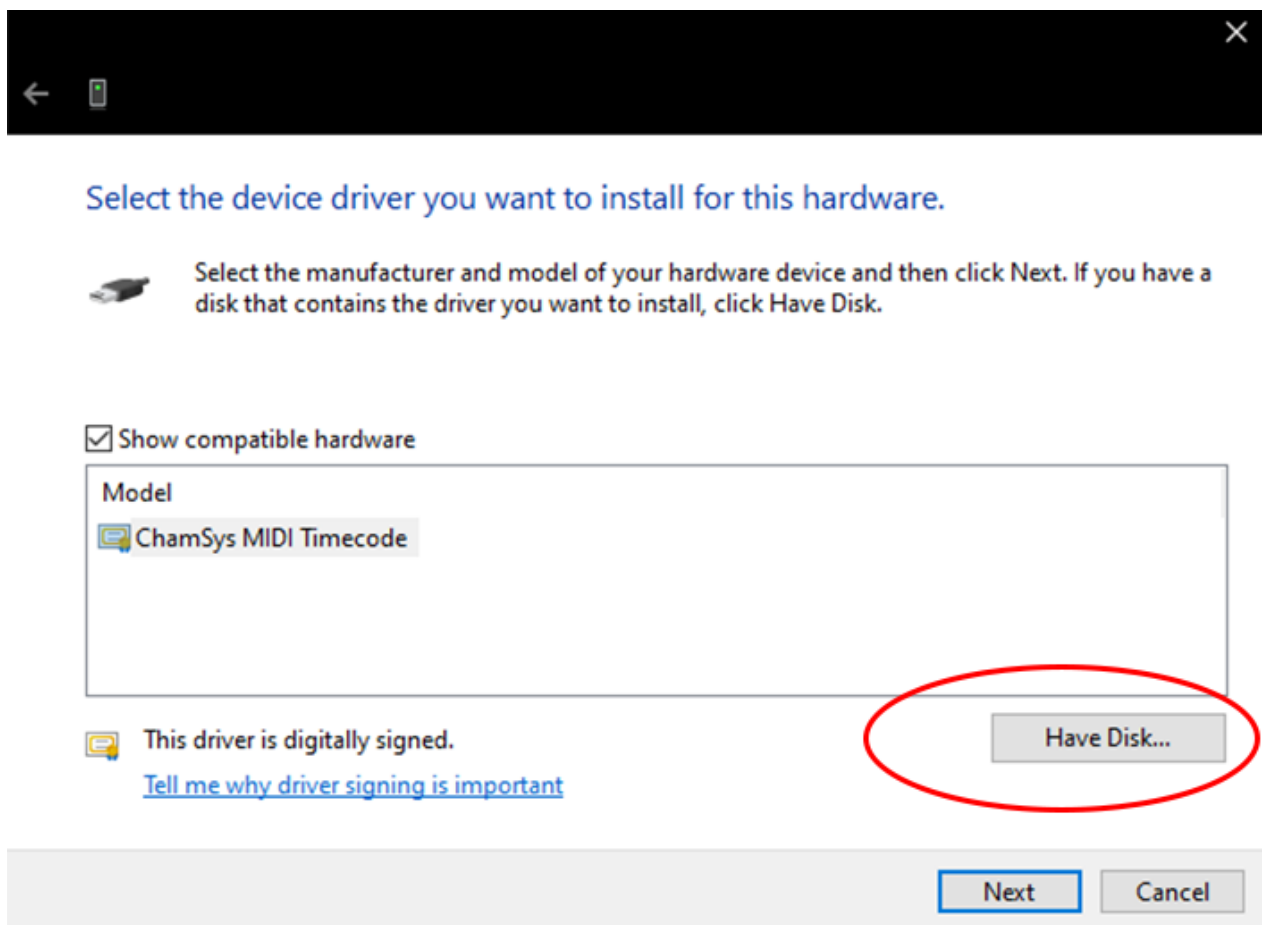 Select the device driver you want to install for this hardware.
Select the manufacturer and model of your hardware device and then click Next. If you have a
disk that contains the driver you want to install, click Have Disk.
Show compatible hardware
Model
ChamSys MIDI Timecode
This driver is digitally signed.
Have Disk...
Tell me why driver signing is important
Next
Cancel